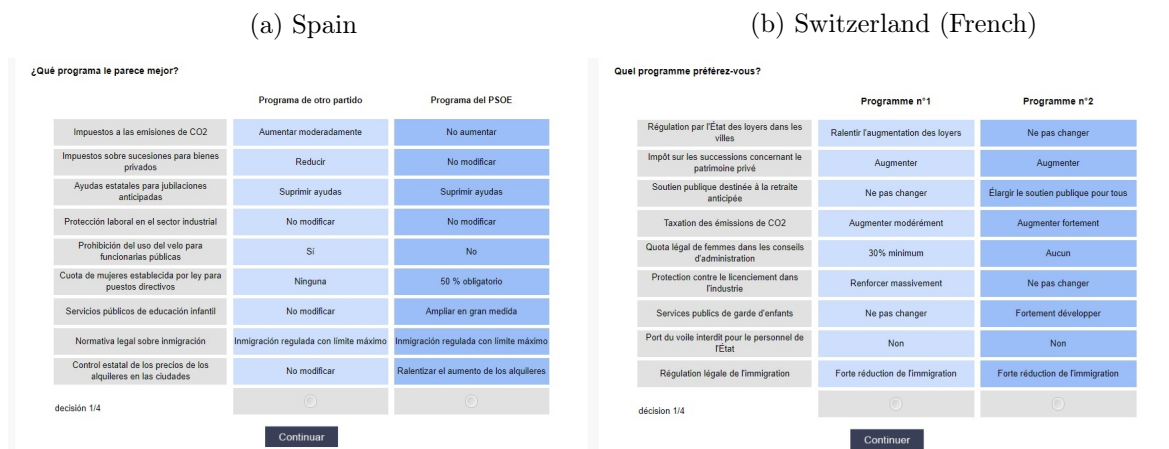 (a) Spain
¿Qué programa le parece mejor?
Programa de otro partido Programa del PSOE
Impuestos a las emisiones de CO2 Aumentar moderadamente No aumentar
Impuestos sobre sucesiones para bienes
privados Reducir No modificar
Ayudas estatales para jubilaciones
anticipadas Suprimir ayudas Suprimir ayudas
Protección laboral en el sector industrial No modificar No modificar
Prohibición del uso del velo para
funcionarias públicas Sí No
Cuota de mujeres establecida por ley para
puestos directivos Ninguna 50 % obligatorio
Servicios públicos de educación infantil No modificar Ampliar en gran medida
Normativa legal sobre inmigración Inmigración regulada con límite máximo Inmigración regulada con límite máximo
Control estatal de los precios de los
alquileres en las ciudades No modificar Ralentizar el aumento de los alquileres
decisión 1/4
Continuar
(b) Switzerland (French)
Quel programme préférez-vous?
Programme n°1 Programme n°2
Régulation par l'État des loyers dans les
villes Ralentir l'augmentation des loyers Ne pas changer
Impôt sur les successions concernant le
patrimoine privé Augmenter Augmenter
Soutien publique destinée à la retraite
anticipée Ne pas changer Élargir le soutien publique pour tous
Taxation des émissions de CO2 Augmenter modérément Augmenter fortement
Quota légal de femmes dans les conseils
d'administration 30% minimum Aucun
Protection contre le licenciement dans
l'industrie Renforcer massivement Ne pas changer
Services publics de garde d'enfants Ne pas changer Fortement développer
Port du voile interdit pour le personnel de
l'État Non Non
Régulation légale de l'immigration Forte réduction de l'immigration Forte réduction de l'immigration
décision 1/4
Continuer